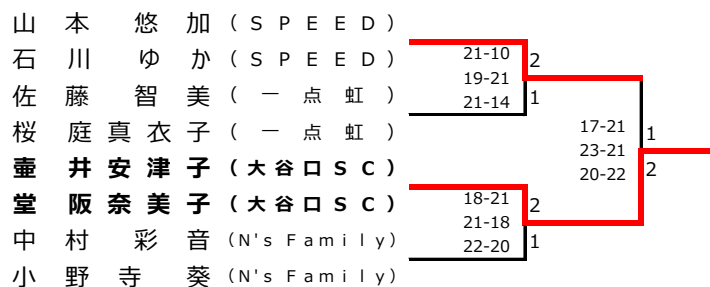 山本 悠加 (SPEED)
石川 ゆか (SPEED)
佐藤 智美 (一点虹)
桜庭真衣子 (一点虹)
壷井安津子 (大谷口SC)
堂阪奈美子 (大谷口SC)
中村 彩音 (N's Family)
小野寺 葵 (N's Family)
21-10
19-21
21-14
2
1
18-21
21-18
22-20
2
1
17-21
23-21
20-22
1
2